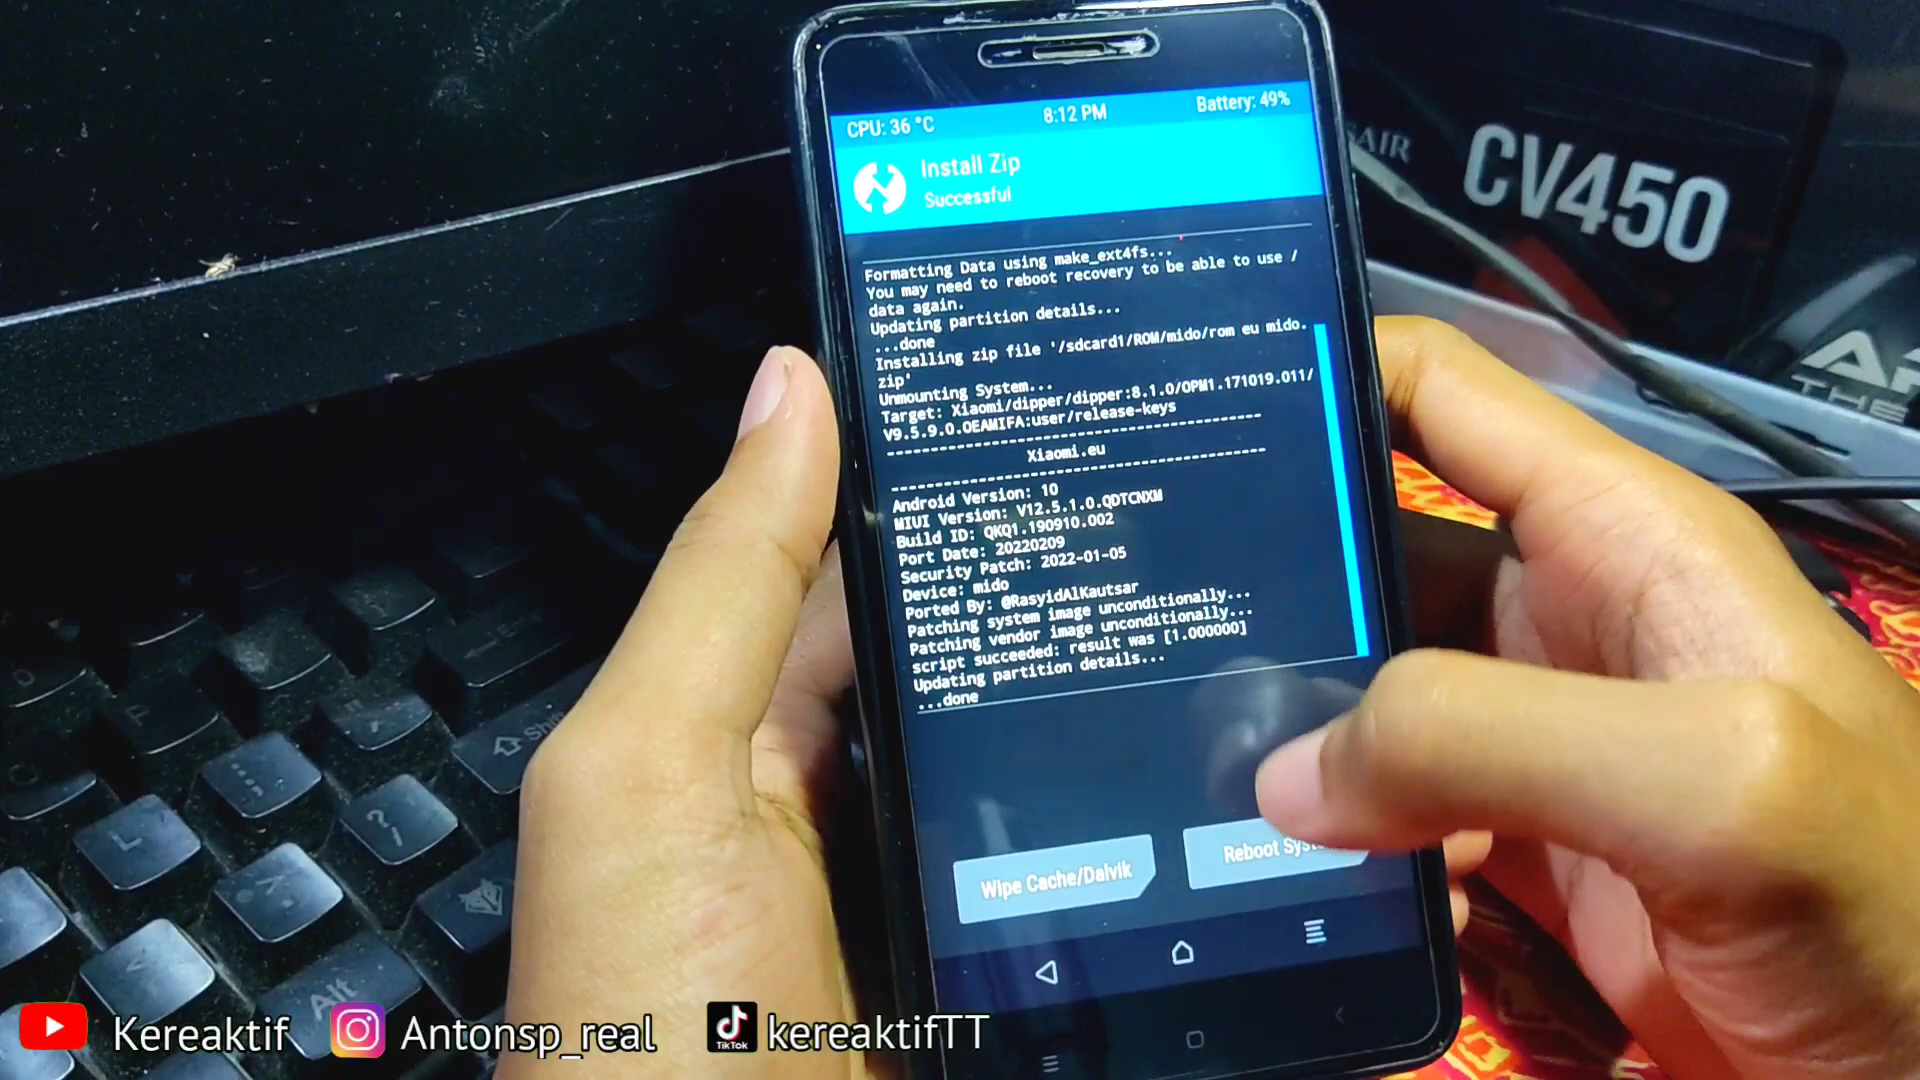 CPU: 36 °C
8:12 PM
Battery: 49%
Install Zip
Successful
Formatting Data using make_ext4fs...
You may need to reboot recovery to be able to use /
data again.
Updating partition details...
...done
Installing zip file '/sdcard1/ROM/mido/rom eu mido.
zip'
Unmounting System...
Target: Xiaomi/dipper/dipper:8.1.0/OPM1.171019.011/
V9.5.9.0.OEAMIFA:user/release-keys
--------------------------------------------
Xiaomi.eu
--------------------------------------------
Android Version: 10
MIUI Version: V12.5.1.0.QDTCNXM
Build ID: QKQ1.190910.002
Port Date: 20220209
Security Patch: 2022-01-05
Device: mido
Ported By: @RasyidAlKautsar
Patching system image unconditionally...
Patching vendor image unconditionally...
script succeeded: result was [1.000000]
Updating partition details...
...done
Wipe Cache/Dalvik
Reboot Syst
CV450
THE
Shift
P
L
Alt
Kereaktif
Antonsp_real
TikTok
kereaktifTT